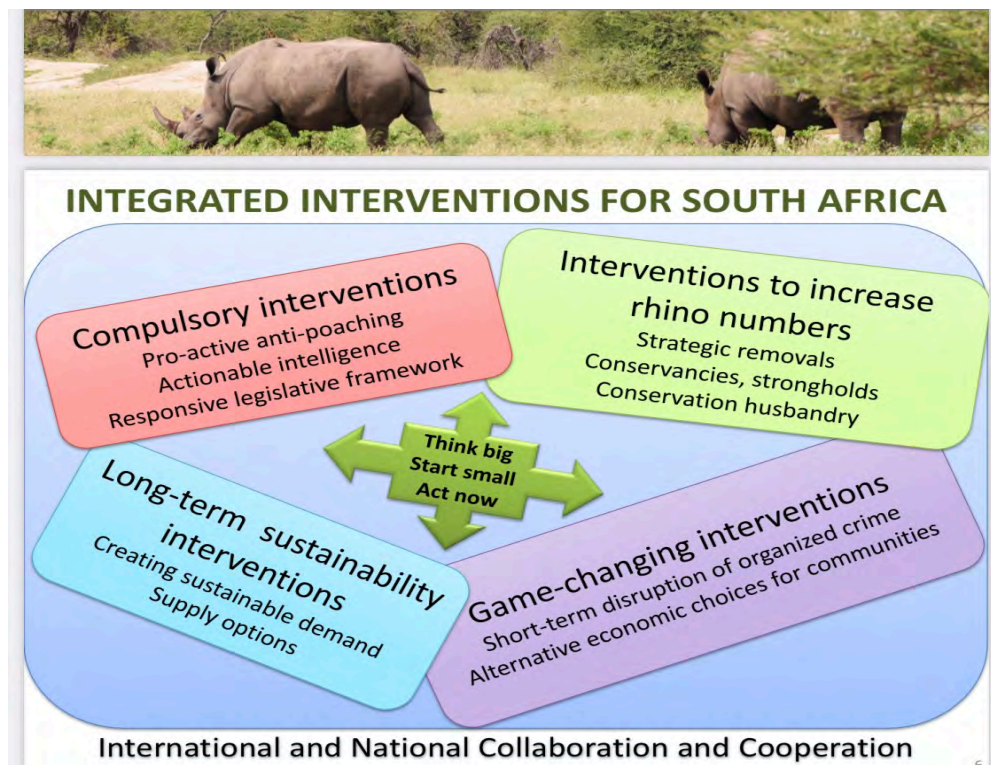 INTEGRATED INTERVENTIONS FOR SOUTH AFRICA
Compulsory interventions
Pro-active anti-poaching
Actionable intelligence
Responsive legislative framework
Interventions to increase
rhino numbers
Strategic removals
Conservancies, strongholds
Conservation husbandry
Think big
Start small
Act now
Long-term sustainability
interventions
Creating sustainable demand
Supply options
Game-changing interventions
Short-term disruption of organized crime
Alternative economic choices for communities
International and National Collaboration and Cooperation